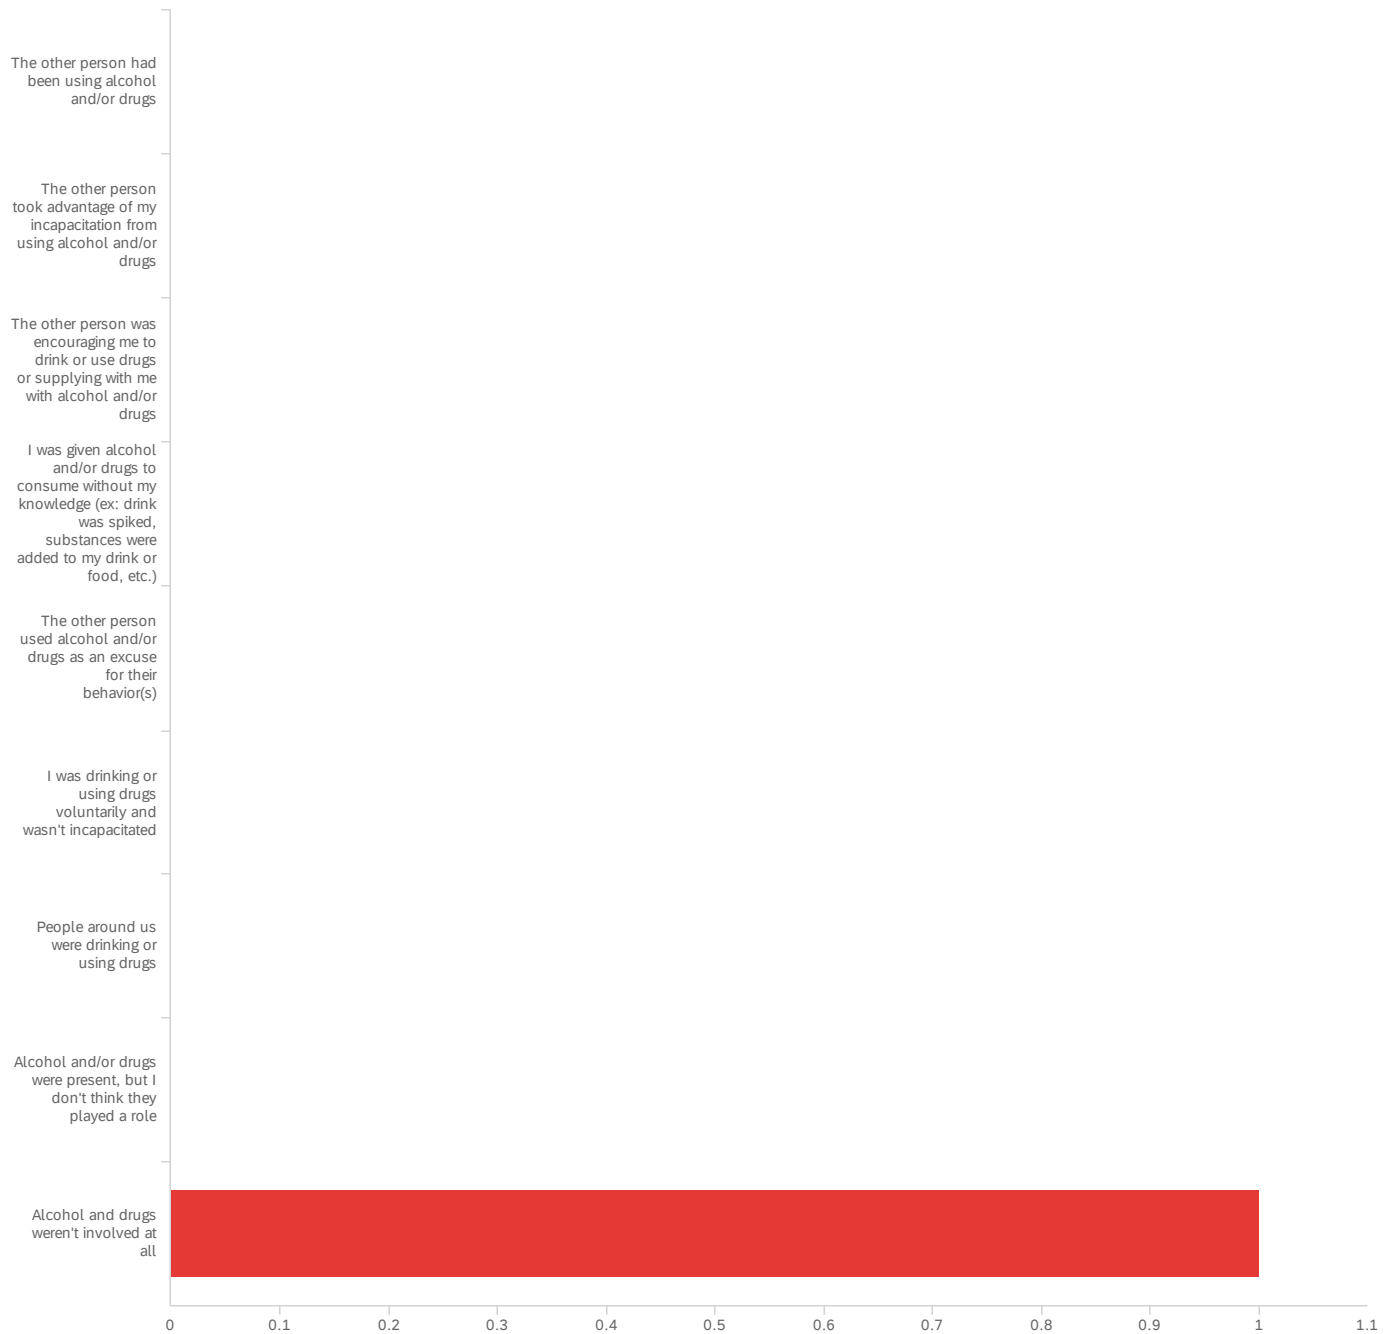 The other person had
been using alcohol
and/or drugs
The other person
took advantage of my
incapacitation from
using alcohol and/or
drugs
The other person was
encouraging me to
drink or use drugs
or supplying with me
with alcohol and/or
drugs
I was given alcohol
and/or drugs to
consume without my
knowledge (ex: drink
was spiked,
substances were
added to my drink or
food, etc.)
The other person
used alcohol and/or
drugs as an excuse
for their
behavior(s)
I was drinking or
using drugs
voluntarily and
wasn't incapacitated
People around us
were drinking or
using drugs
Alcohol and/or drugs
were present, but I
don't think they
played a role
Alcohol and drugs
weren't involved at
all
0 0.1 0.2 0.3 0.4 0.5 0.6 0.7 0.8 0.9 1 1.1